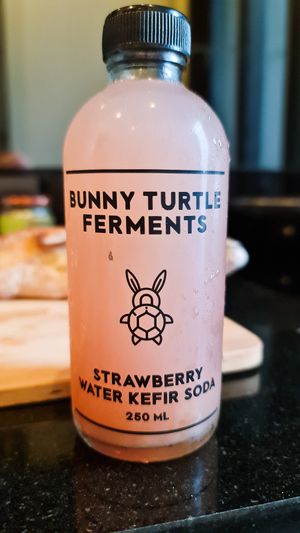 BUNNY TURTLE
FERMENTS
STRAWBERRY
WATER KEFIR SODA
250 ML